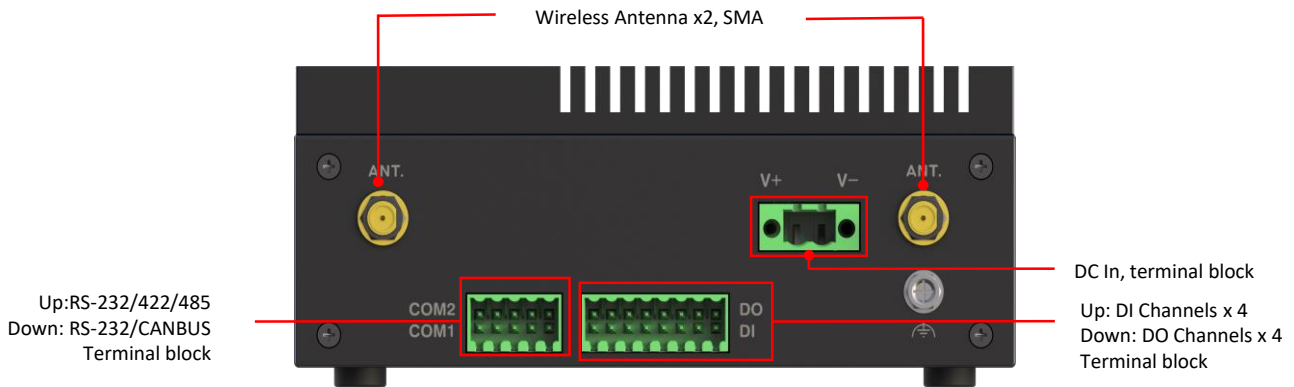 Wireless Antenna x2, SMA
ANT.
V+ V−
ANT.
DC In, terminal block
Up:RS-232/422/485
Down: RS-232/CANBUS
Terminal block
COM2
COM1
DO
DI
Up: DI Channels x 4
Down: DO Channels x 4
Terminal block